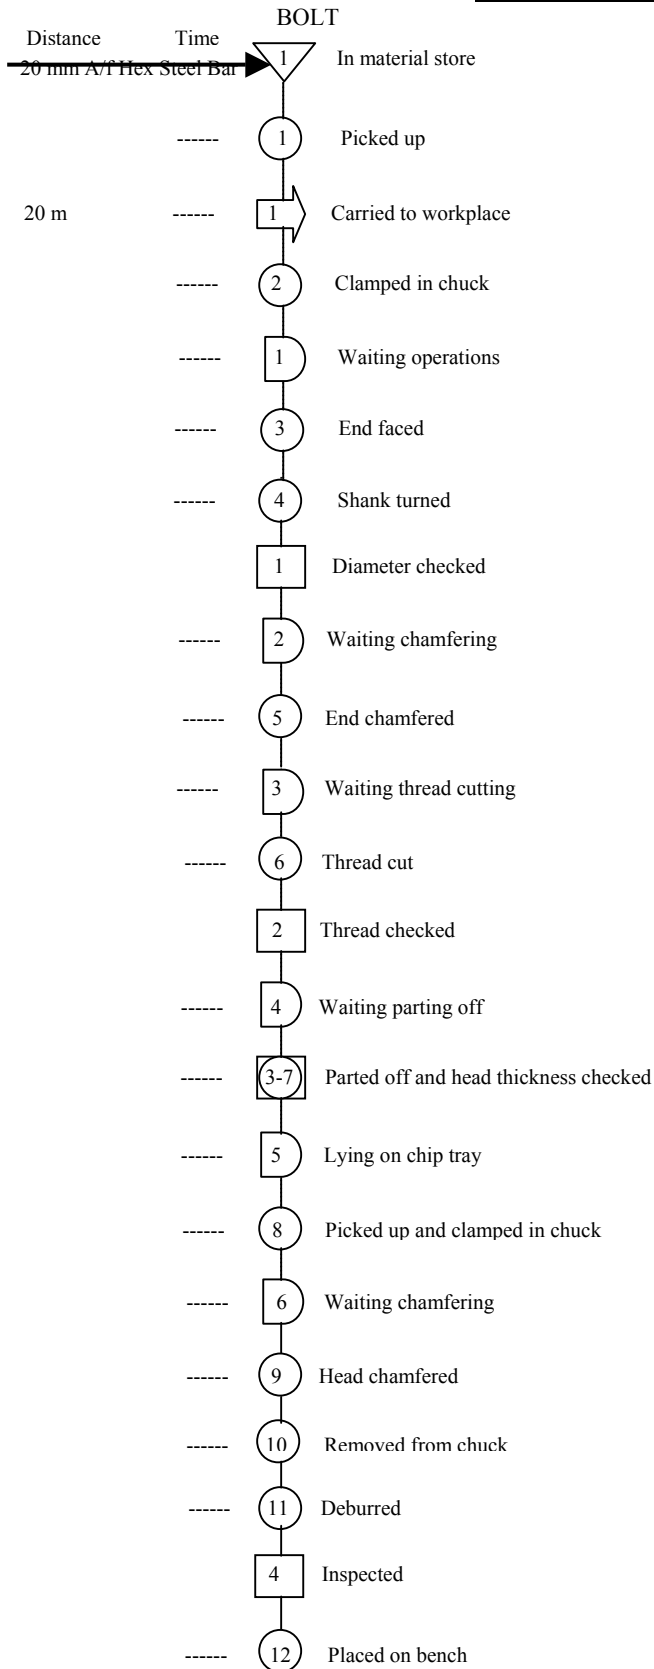 BOLT
Distance Time
20 mm A/f Hex Steel Bar 1 In material store
------ 1 Picked up
20 m ------ 1 Carried to workplace
------ 2 Clamped in chuck
------ 1 Waiting operations
------ 3 End faced
------ 4 Shank turned
1 Diameter checked
------ 2 Waiting chamfering
------ 5 End chamfered
------ 3 Waiting thread cutting
------ 6 Thread cut
2 Thread checked
------ 4 Waiting parting off
------ 3-7 Parted off and head thickness checked
------ 5 Lying on chip tray
------ 8 Picked up and clamped in chuck
------ 6 Waiting chamfering
------ 9 Head chamfered
------ 10 Removed from chuck
------ 11 Deburred
4 Inspected
------ 12 Placed on bench